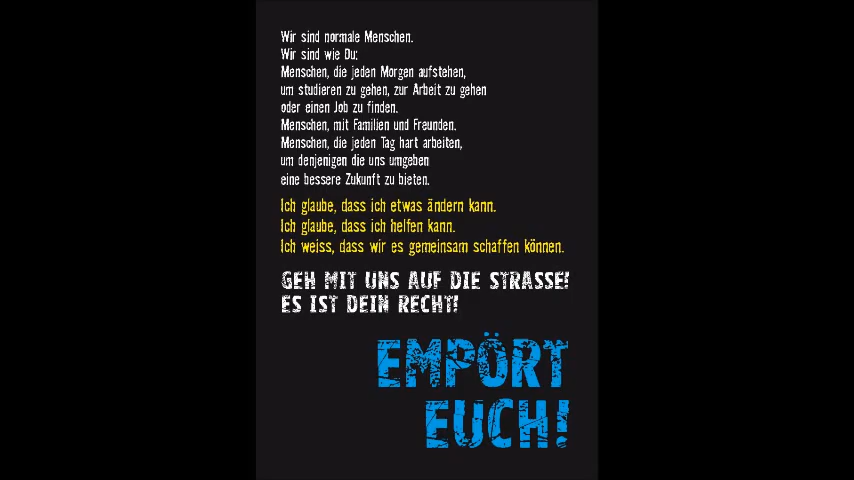 Wir sind normale Menschen.
Wir sind wie Du:
Menschen, die jeden Morgen aufstehen,
um studieren zu gehen, zur Arbeit zu gehen
oder einen Job zu finden.
Menschen, mit Familien und Freunden.
Menschen, die jeden Tag hart arbeiten,
um denjenigen die uns umgeben
eine bessere Zukunft zu bieten.
Ich glaube, dass ich etwas ändern kann.
Ich glaube, dass ich helfen kann.
Ich weiss, dass wir es gemeinsam schaffen können.
GEH MIT UNS AUF DIE STRASSE!
ES IST DEIN RECHT!
EMPÖRT
EUCH!